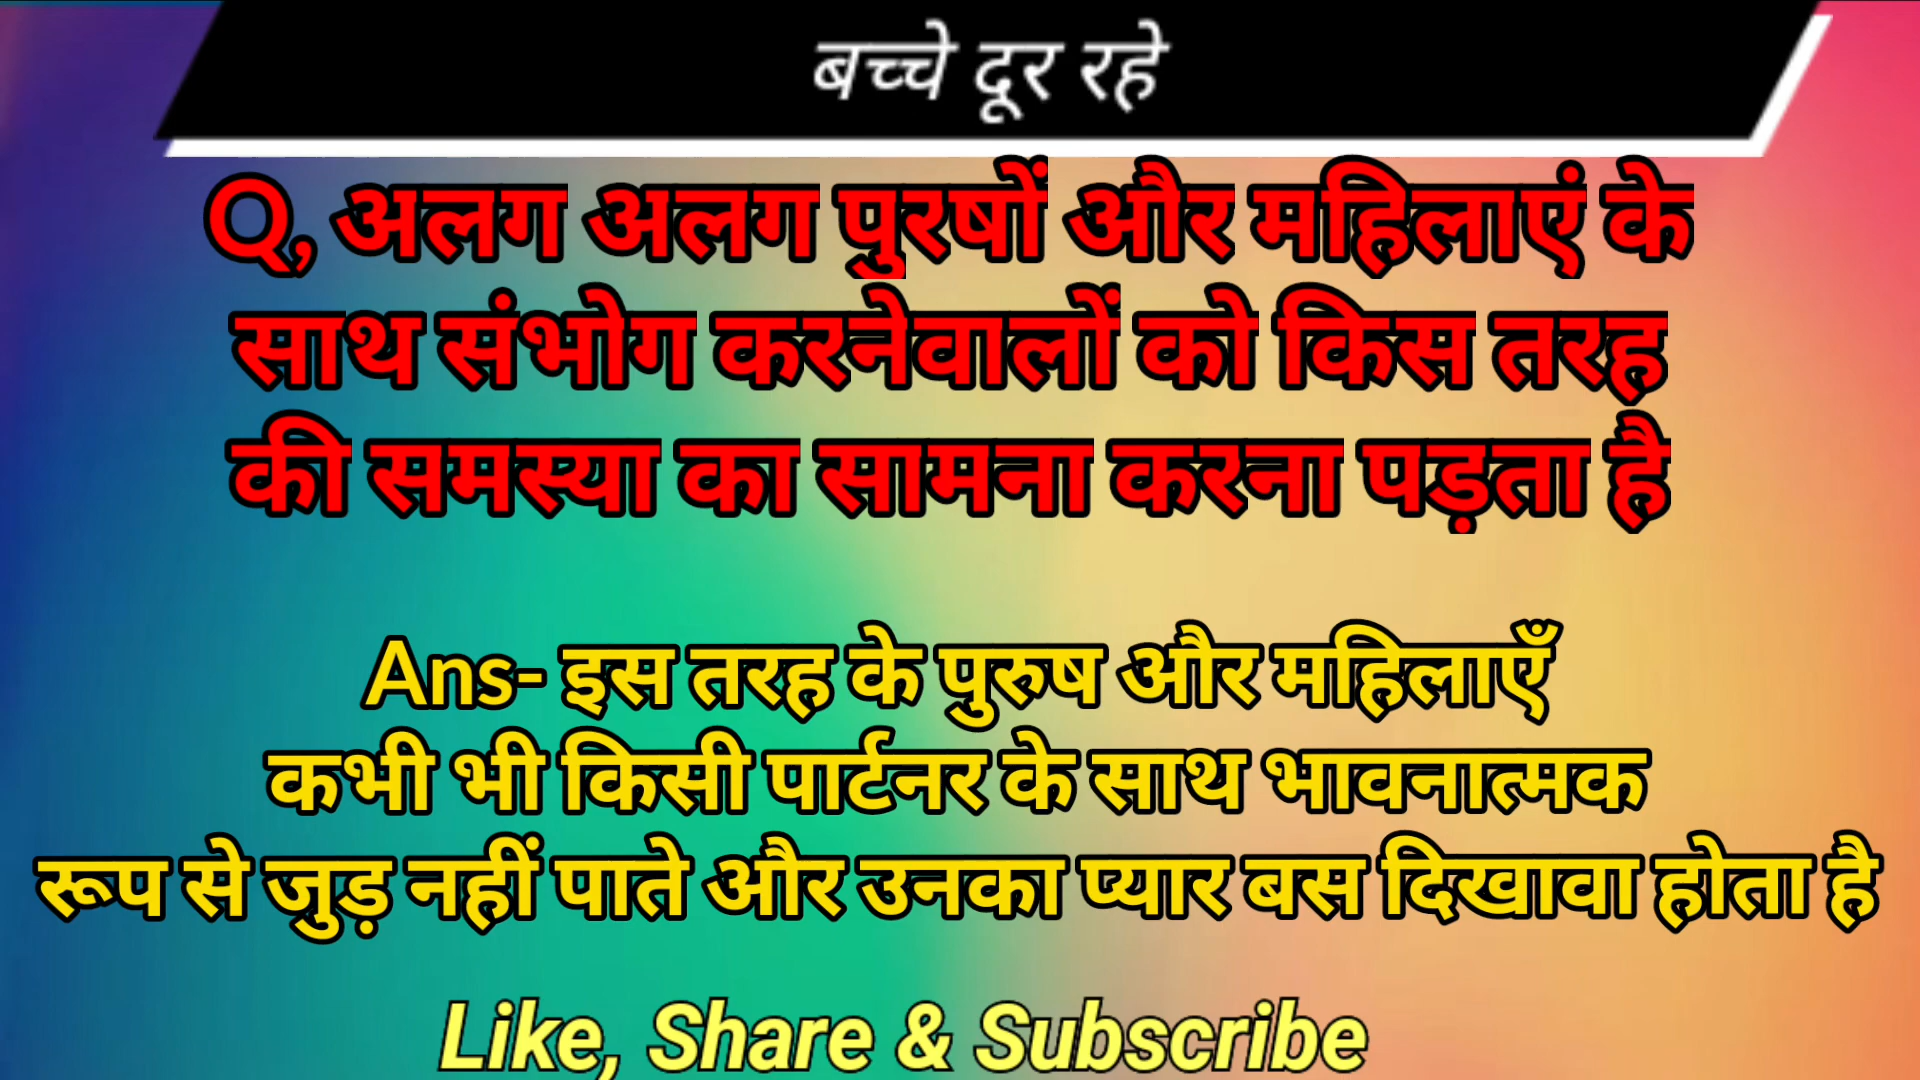 बच्चे दूर रहे
Q, अलग अलग पुरषों और महिलाएं के
साथ संभोग करनेवालों को किस तरह
की समस्या का सामना करना पड़ता है
Ans- इस तरह के पुरुष और महिलाएँ
कभी भी किसी पार्टनर के साथ भावनात्मक
रूप से जुड़ नहीं पाते और उनका प्यार बस दिखावा होता है
Like, Share & Subscribe